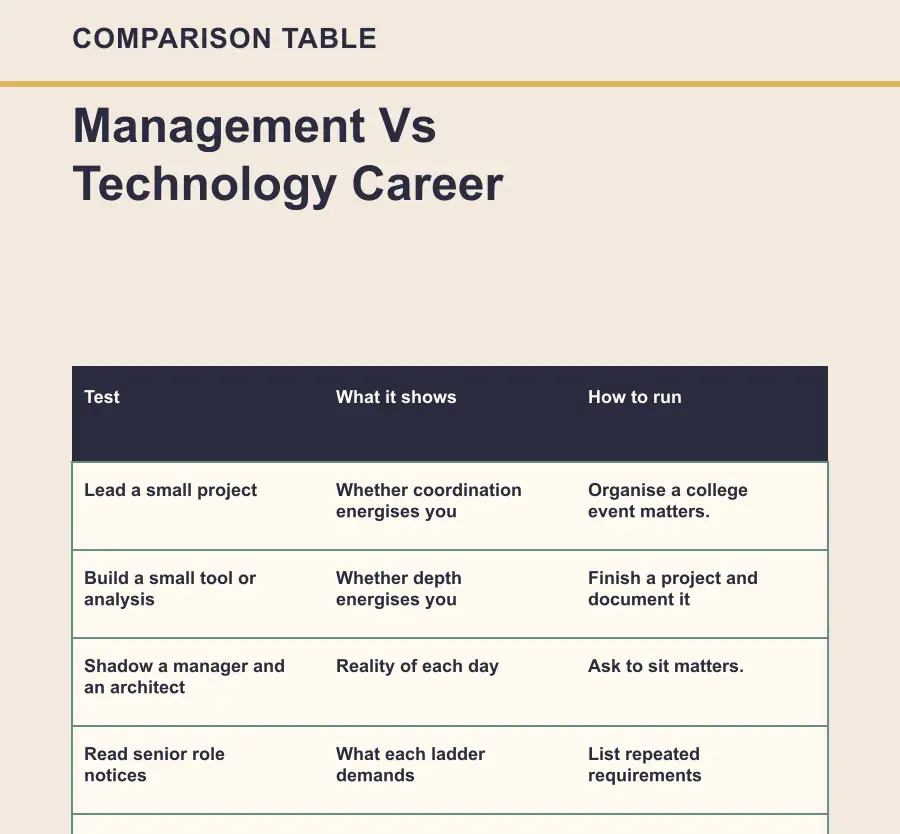 COMPARISON TABLE
Management Vs
Technology Career
Test
What it shows
How to run
Lead a small project
Whether coordination
energises you
Organise a college
event matters.
Build a small tool or
analysis
Whether depth
energises you
Finish a project and
document it
Shadow a manager and
an architect
Reality of each day
Ask to sit matters.
Read senior role
notices
What each ladder
demands
List repeated
requirements